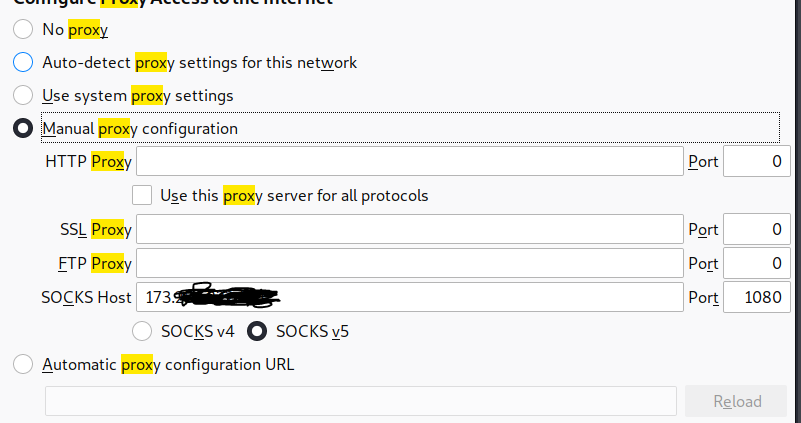 Configure Proxy Access to the Internet
No proxy
Auto-detect proxy settings for this network
Use system proxy settings
Manual proxy configuration
HTTP Proxy Port 0
Use this proxy server for all protocols
SSL Proxy Port 0
FTP Proxy Port 0
SOCKS Host 173. Port 1080
SOCKS v4 SOCKS v5
Automatic proxy configuration URL
Reload